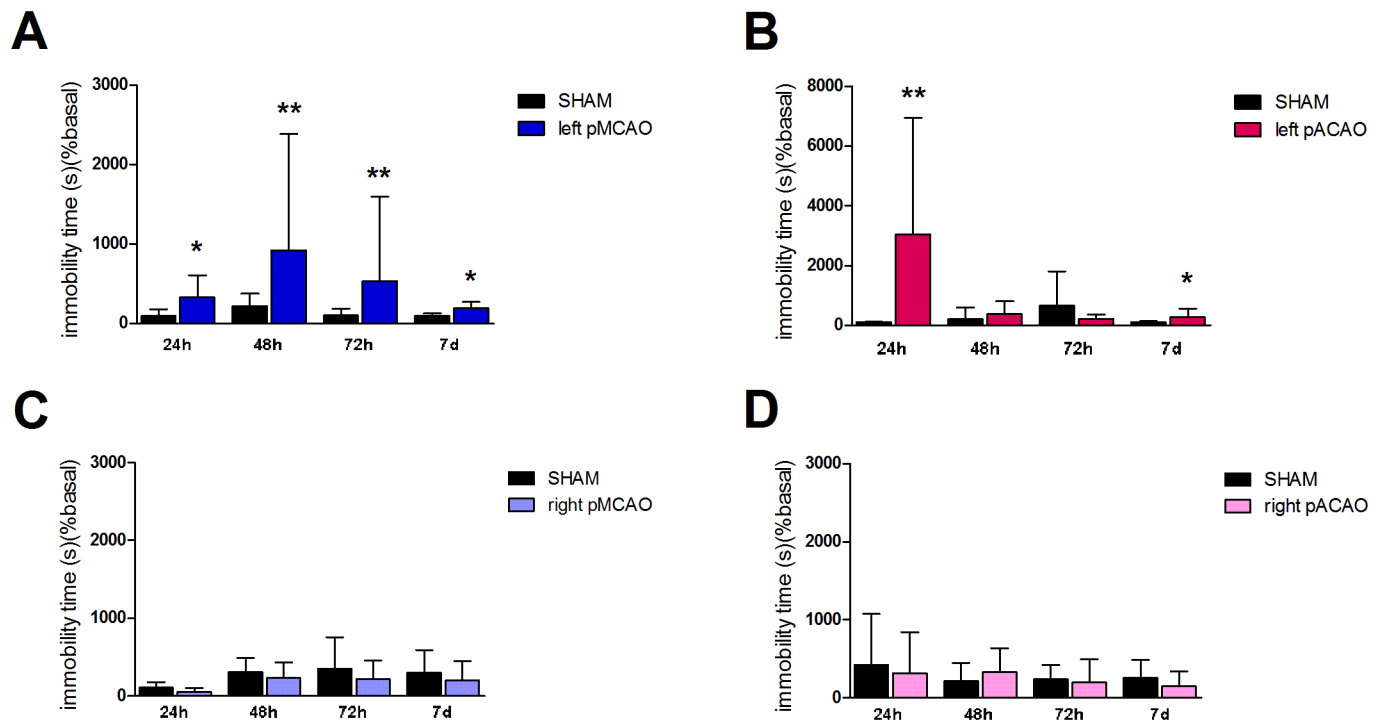 A
immobility time (s)(%basal)
3000
2000
1000
0
*
**
**
*
24h
48h
72h
7d
SHAM
left pMCAO
B
immobility time (s)(%basal)
8000
6000
4000
2000
0
**
*
24h
48h
72h
7d
SHAM
left pACAO
C
immobility time (s)(%basal)
3000
2000
1000
0
24h
48h
72h
7d
SHAM
right pMCAO
D
immobility time (s)(%basal)
3000
2000
1000
0
24h
48h
72h
7d
SHAM
right pACAO